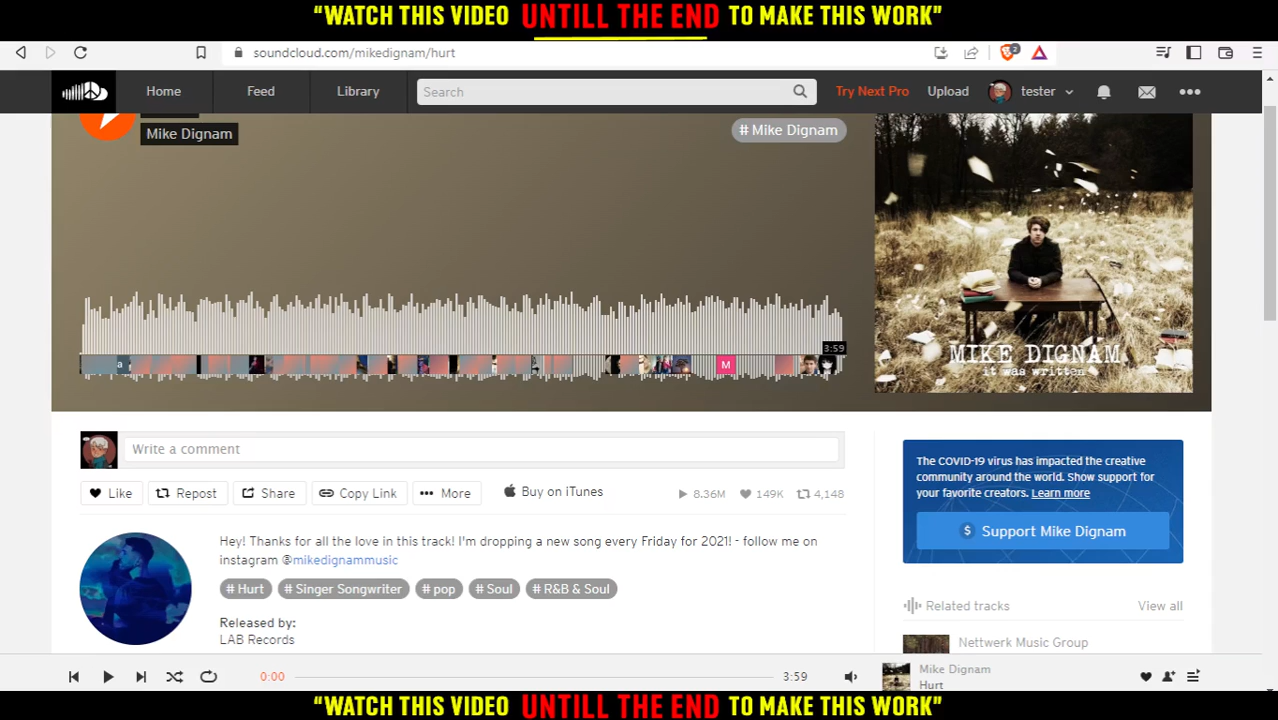 “WATCH THIS VIDEO UNTILL THE END TO MAKE THIS WORK”
soundcloud.com/mikedignam/hurt
2
Home Feed Library Search Try Next Pro Upload tester
Mike Dignam
# Mike Dignam
MIKE DIGNAM
it was written
3:59
a
M
Write a comment
Like Repost Share Copy Link More Buy on iTunes 8.36M 149K 4,148
Hey! Thanks for all the love in this track! I'm dropping a new song every Friday for 2021! - follow me on
instagram @mikedignammusic
# Hurt # Singer Songwriter # pop # Soul # R&B & Soul
Released by:
LAB Records
The COVID-19 virus has impacted the creative
community around the world. Show support for
your favorite creators. Learn more
$ Support Mike Dignam
Related tracks View all
Nettwerk Music Group
0:00 3:59
Mike Dignam
Hurt
“WATCH THIS VIDEO UNTILL THE END TO MAKE THIS WORK”